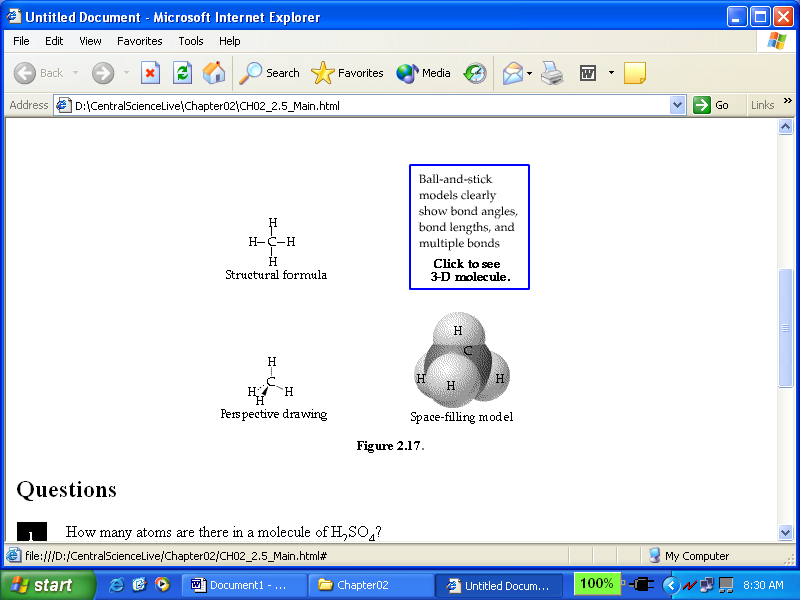 Untitled Document - Microsoft Internet Explorer
File Edit View Favorites Tools Help
Back Search Favorites Media
Address D:\CentralScienceLive\Chapter02\CH02_2.5_Main.html Go Links »
Ball-and-stick
models clearly
show bond angles,
bond lengths, and
multiple bonds
Click to see
3-D molecule.
H
H C H
H
Structural formula
H
C
H H
H
Perspective drawing
H
C
H H H
Space-filling model
Figure 2.17.
Questions
1 How many atoms are there in a molecule of H2SO4?
file:///D:/CentralScienceLive/Chapter02/CH02_2.5_Main.html# My Computer
start Document1 - ... Chapter02 Untitled Docum... 100% 8:30 AM